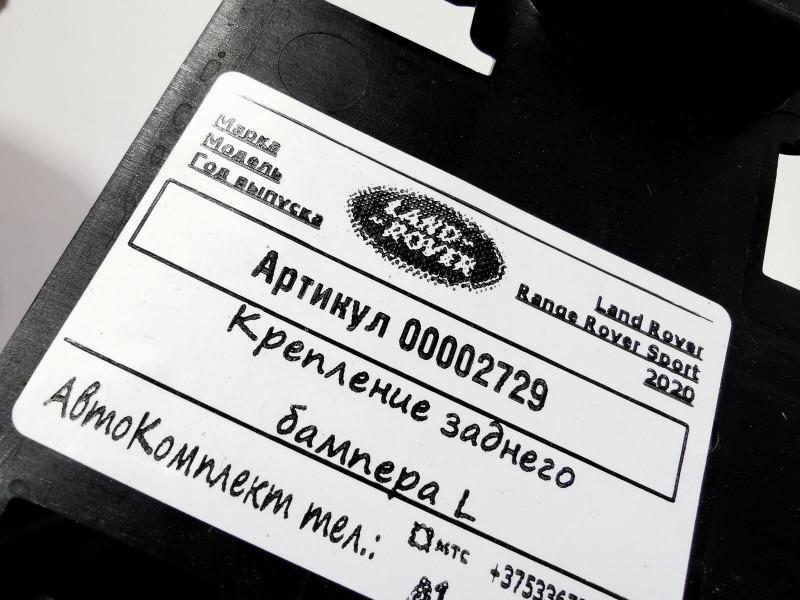 Марка
Модель
Год выпуска
LAND-
ROVER
Land Rover
Range Rover Sport
2020
Артикул 00002729
Крепление заднего
бампера L
АвтоКомплект тел.:
МТС
A1